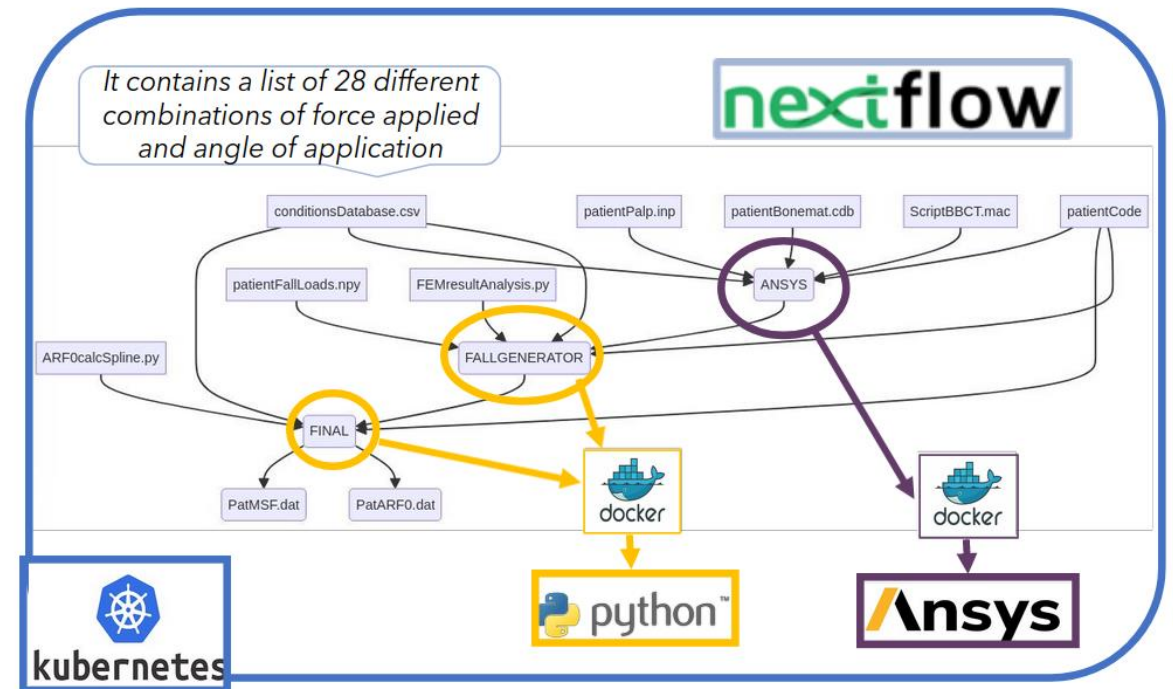 It contains a list of 28 different
combinations of force applied
and angle of application
nextflow
conditionsDatabase.csv
patientPalp.inp
patientBonemat.cdb
ScriptBBCT.mac
patientCode
patientFallLoads.npy
FEMresultAnalysis.py
ANSYS
ARF0calcSpline.py
FALLGENERATOR
FINAL
PatMSF.dat
PatARF0.dat
docker
docker
kubernetes
python™
Ansys